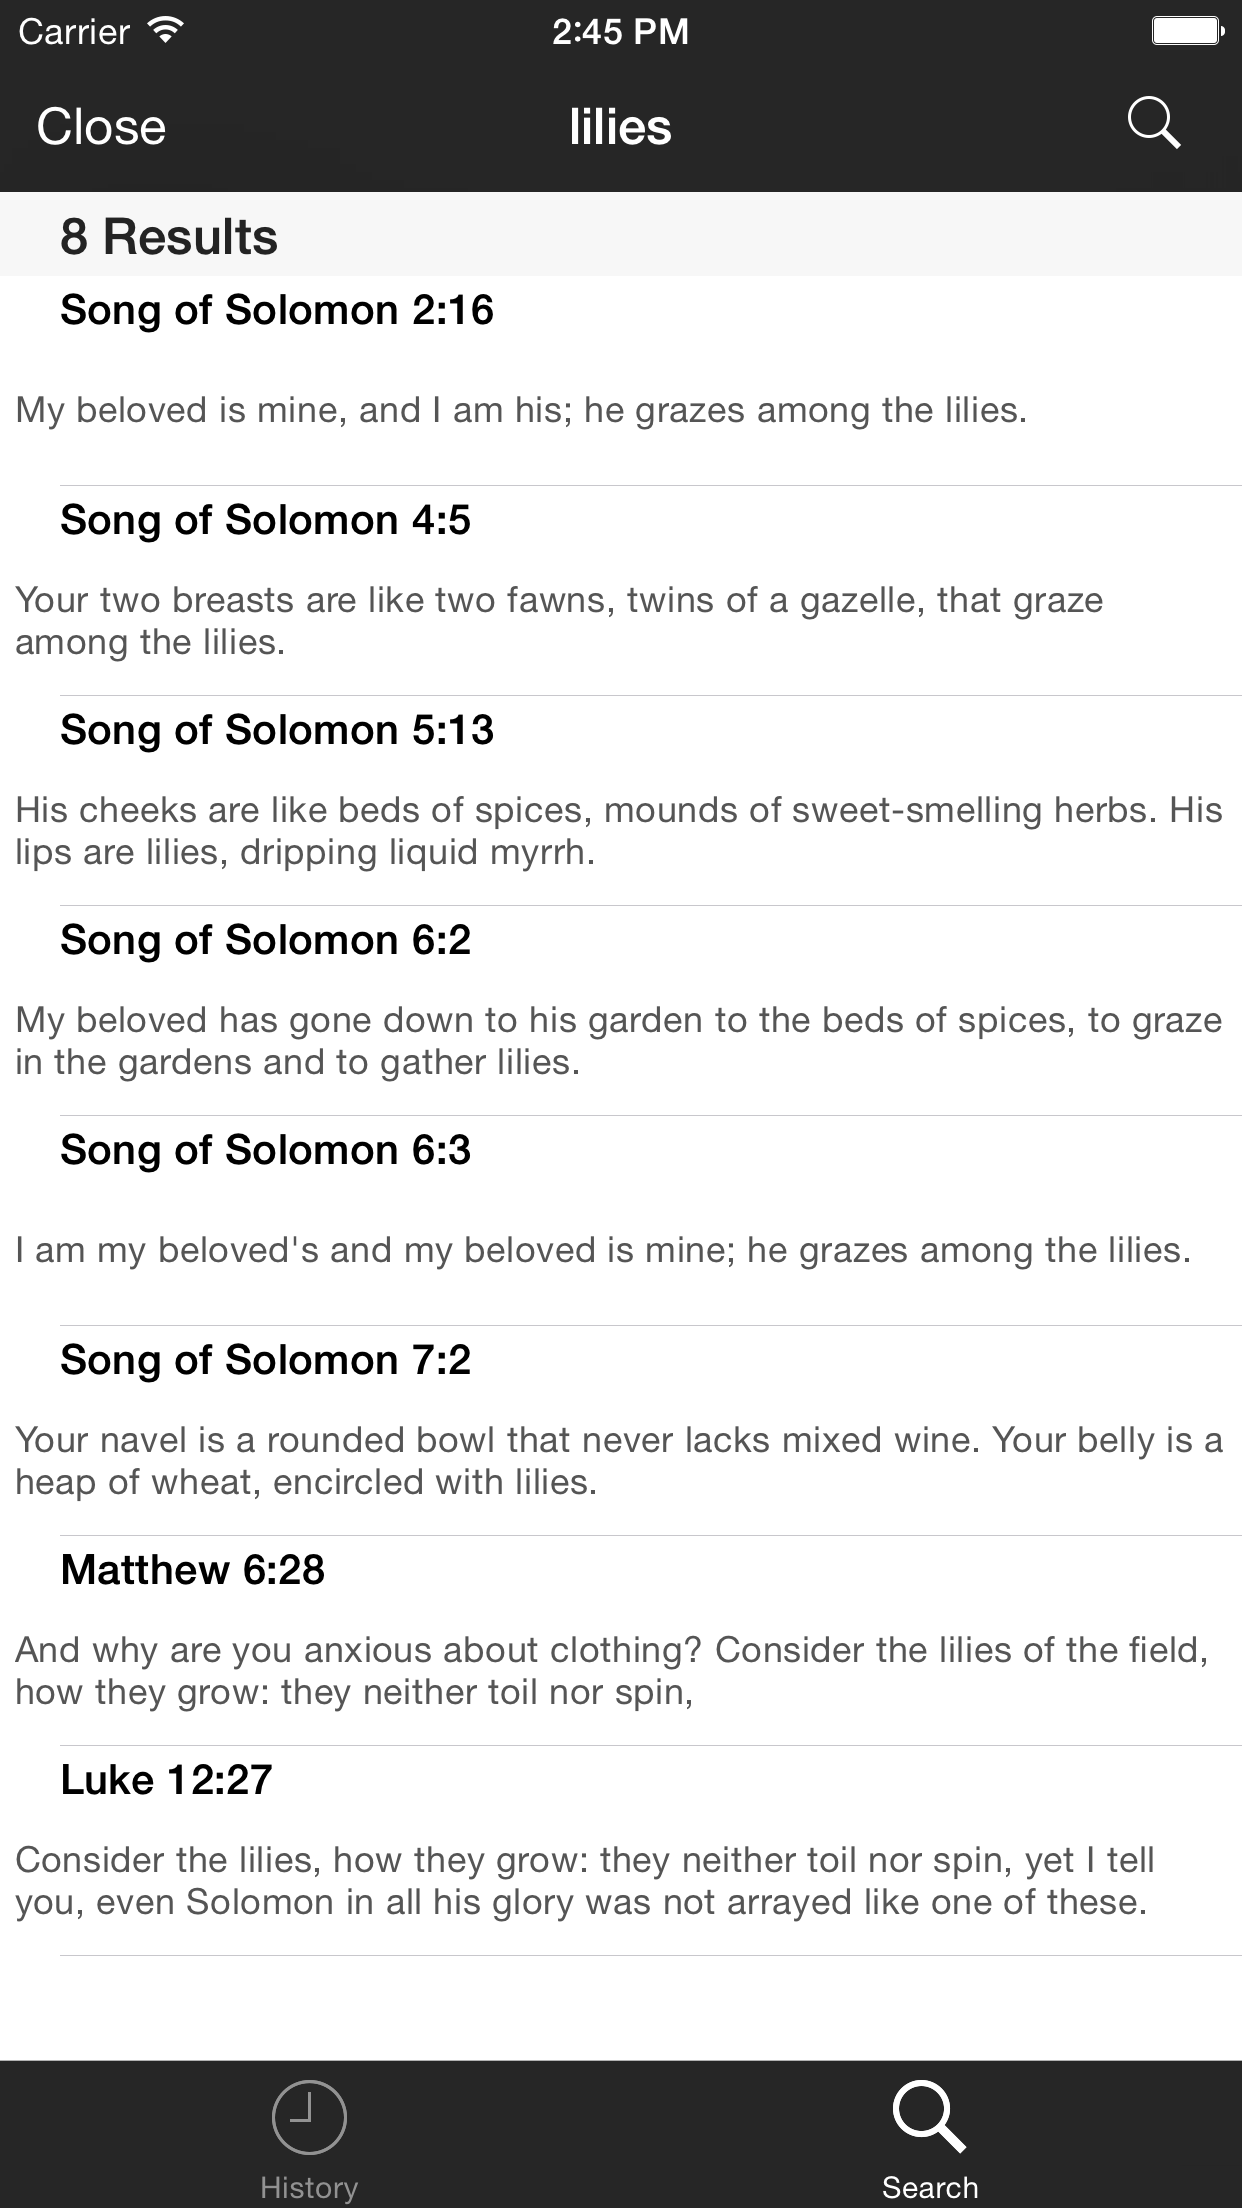 Carrier 2:45 PM
Close lilies
8 Results
Song of Solomon 2:16
My beloved is mine, and I am his; he grazes among the lilies.
Song of Solomon 4:5
Your two breasts are like two fawns, twins of a gazelle, that graze
among the lilies.
Song of Solomon 5:13
His cheeks are like beds of spices, mounds of sweet-smelling herbs. His
lips are lilies, dripping liquid myrrh.
Song of Solomon 6:2
My beloved has gone down to his garden to the beds of spices, to graze
in the gardens and to gather lilies.
Song of Solomon 6:3
I am my beloved's and my beloved is mine; he grazes among the lilies.
Song of Solomon 7:2
Your navel is a rounded bowl that never lacks mixed wine. Your belly is a
heap of wheat, encircled with lilies.
Matthew 6:28
And why are you anxious about clothing? Consider the lilies of the field,
how they grow: they neither toil nor spin,
Luke 12:27
Consider the lilies, how they grow: they neither toil nor spin, yet I tell
you, even Solomon in all his glory was not arrayed like one of these.
History Search